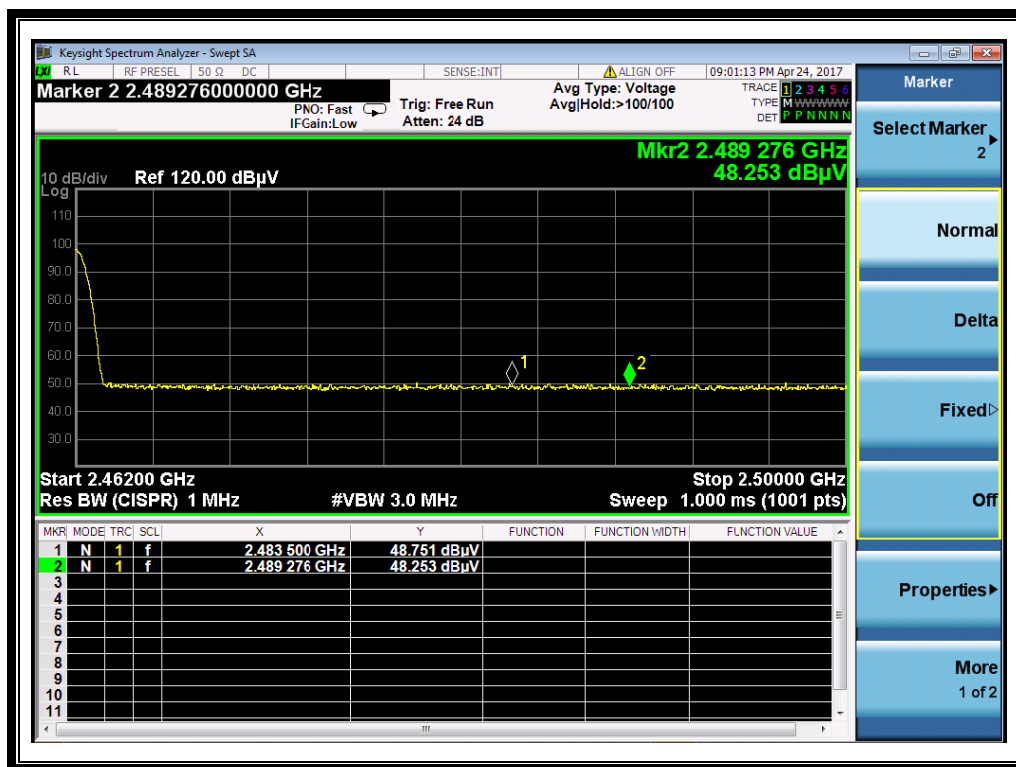 Keysight Spectrum Analyzer - Swept SA
LXI RL RF PRESEL 50 Ω DC SENSE:INT ALIGN OFF 09:01:13 PM Apr 24, 2017
Marker 2 2.489276000000 GHz
PNO: Fast
IFGain:Low
Trig: Free Run
Atten: 24 dB
Avg Type: Voltage
Avg|Hold:>100/100
TRACE 1 2 3 4 5 6
TYPE M WWWWW
DET P P N N N N
Mkr2 2.489 276 GHz
48.253 dBµV
10 dB/div Ref 120.00 dBµV
Log
110
100
90.0
80.0
70.0
60.0
50.0
40.0
30.0
1
2
Start 2.46200 GHz Stop 2.50000 GHz
Res BW (CISPR) 1 MHz #VBW 3.0 MHz Sweep 1.000 ms (1001 pts)
MKR MODE TRC SCL X Y FUNCTION FUNCTION WIDTH FUNCTION VALUE
1 N 1 f 2.483 500 GHz 48.751 dBµV
2 N 1 f 2.489 276 GHz 48.253 dBµV
3
4
5
6
7
8
9
10
11
Marker
Select Marker
2
Normal
Delta
Fixed
Off
Properties
More
1 of 2